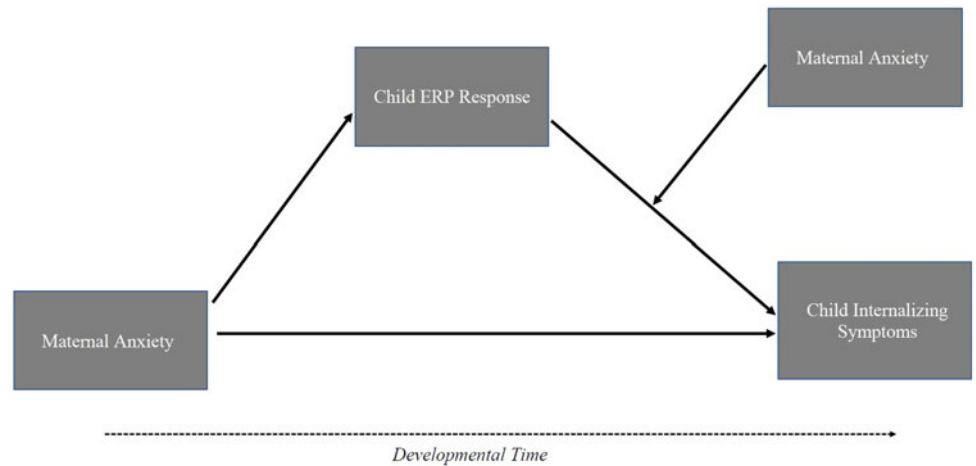 Maternal Anxiety
Child ERP Response
Maternal Anxiety
Child Internalizing
Symptoms
Developmental Time